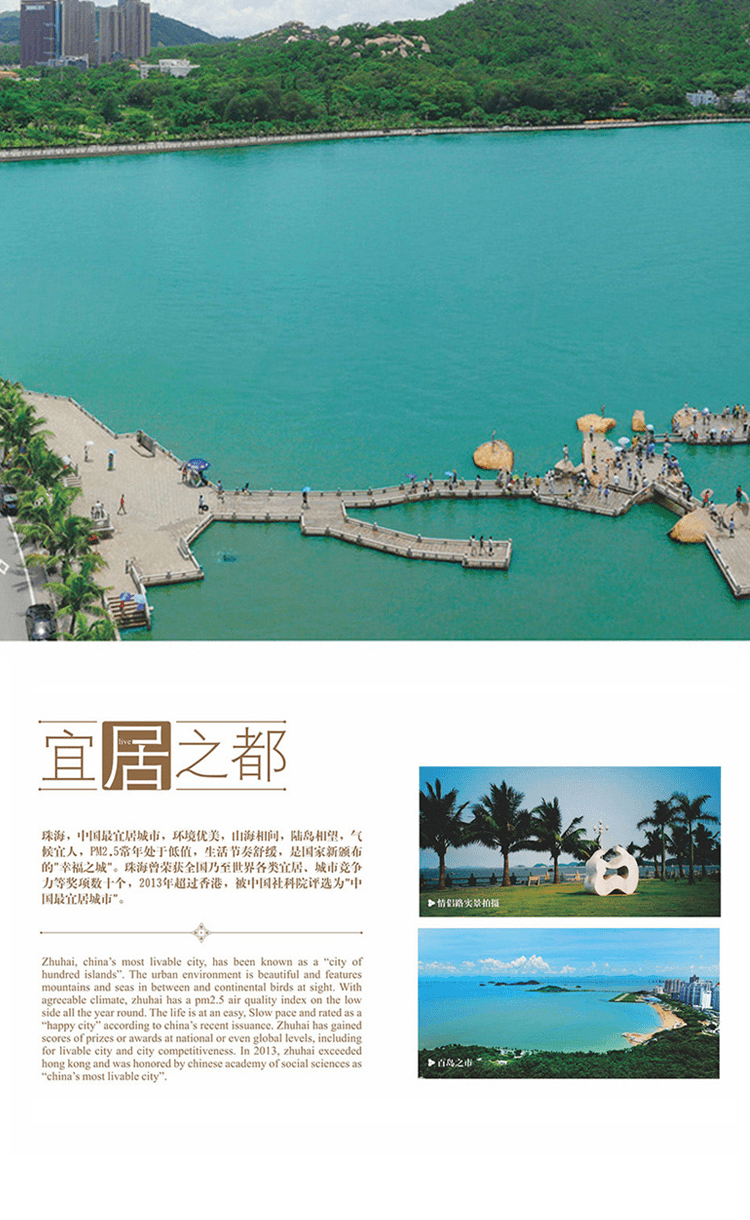 宜居之都
live
珠海，中国最宜居城市，环境优美，山海相间，陆岛相望，气
候宜人，PM2.5常年处于低值，生活节奏舒缓，是国家新颁布
的"幸福之城"。珠海曾荣获全国乃至世界各类宜居、城市竞争
力等奖项数十个，2013年超过香港，被中国社科院评选为"中
国最宜居城市"。
Zhuhai, china’s most livable city, has been known as a “city of
hundred islands”. The urban environment is beautiful and features
mountains and seas in between and continental birds at sight. With
agreeable climate, zhuhai has a pm2.5 air quality index on the low
side all the year round. The life is at an easy, Slow pace and rated as a
“happy city” according to china’s recent issuance. Zhuhai has gained
scores of prizes or awards at national or even global levels, including
for livable city and city competitiveness. In 2013, zhuhai exceeded
hong kong and was honored by chinese academy of social sciences as
“china’s most livable city”.
情侣路实景拍摄
百岛之市